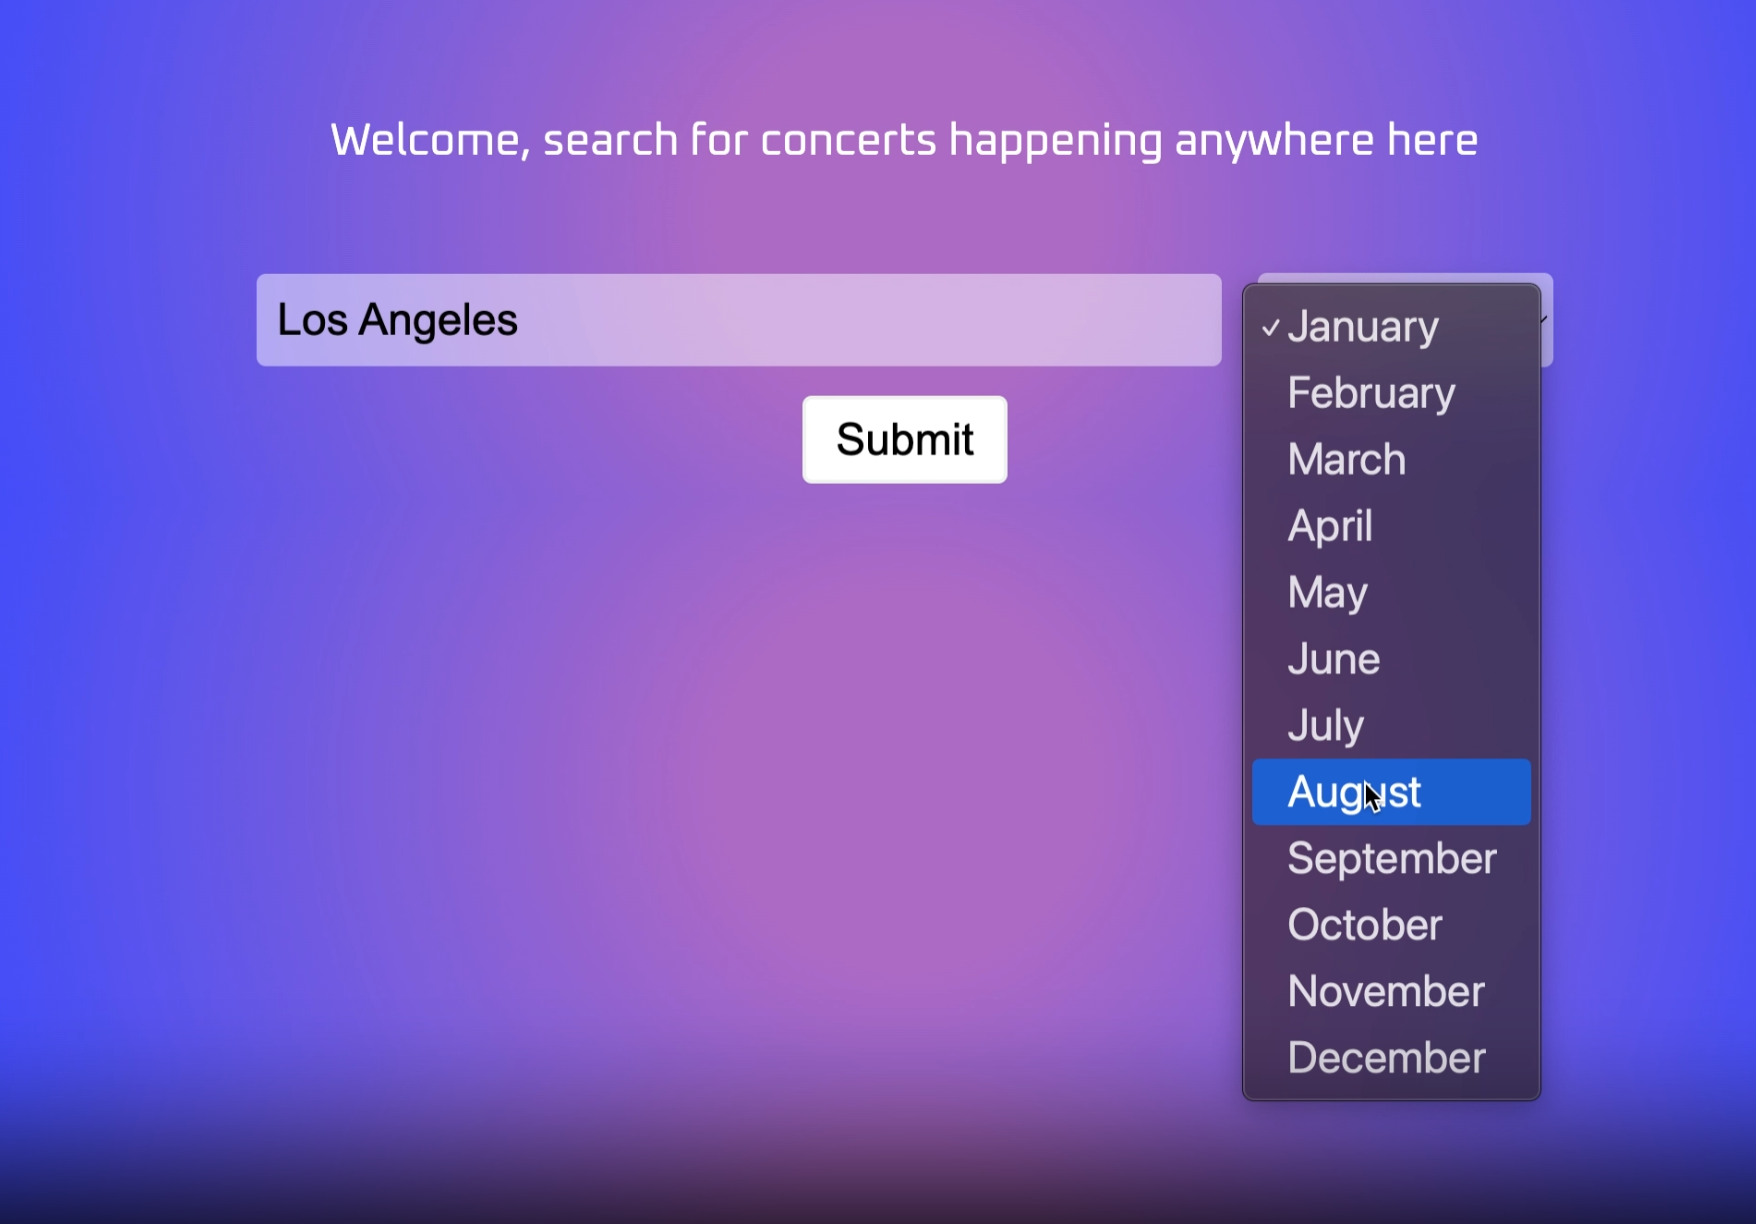 Welcome, search for concerts happening anywhere here
Los Angeles
Submit
January
February
March
April
May
June
July
August
September
October
November
December